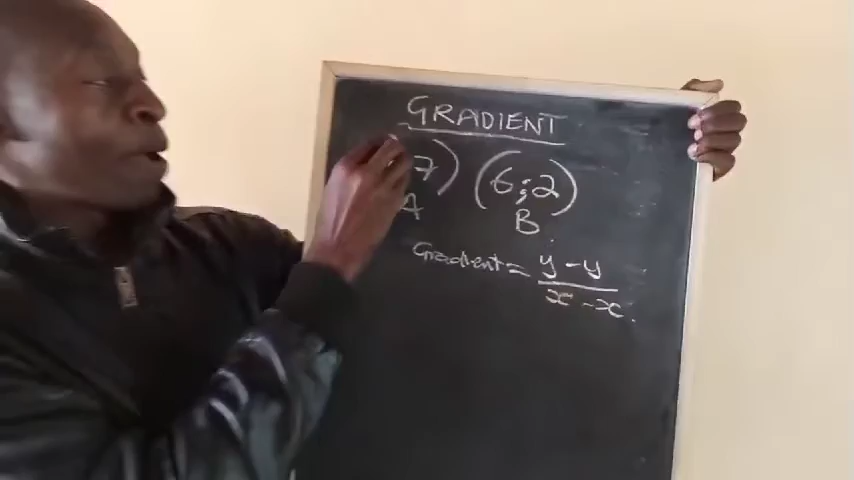 GRADIENT
7) (6;2)
A B
Gradient = y - y
x - x.